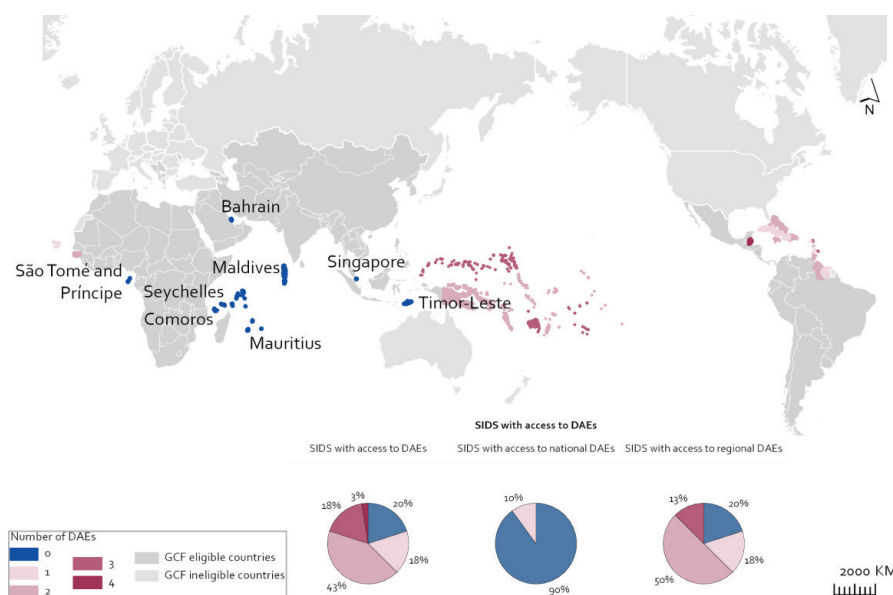 Bahrain
São Tomé and
Príncipe
Maldives
Singapore
Seychelles
Comoros
Timor-Leste
Mauritius
N
SIDS with access to DAEs
SIDS with access to DAEs
SIDS with access to national DAEs
SIDS with access to regional DAEs
3%
18%
20%
18%
43%
10%
90%
13%
20%
18%
50%
Number of DAEs
0
1
2
3
4
GCF eligible countries
GCF ineligible countries
2000 KM